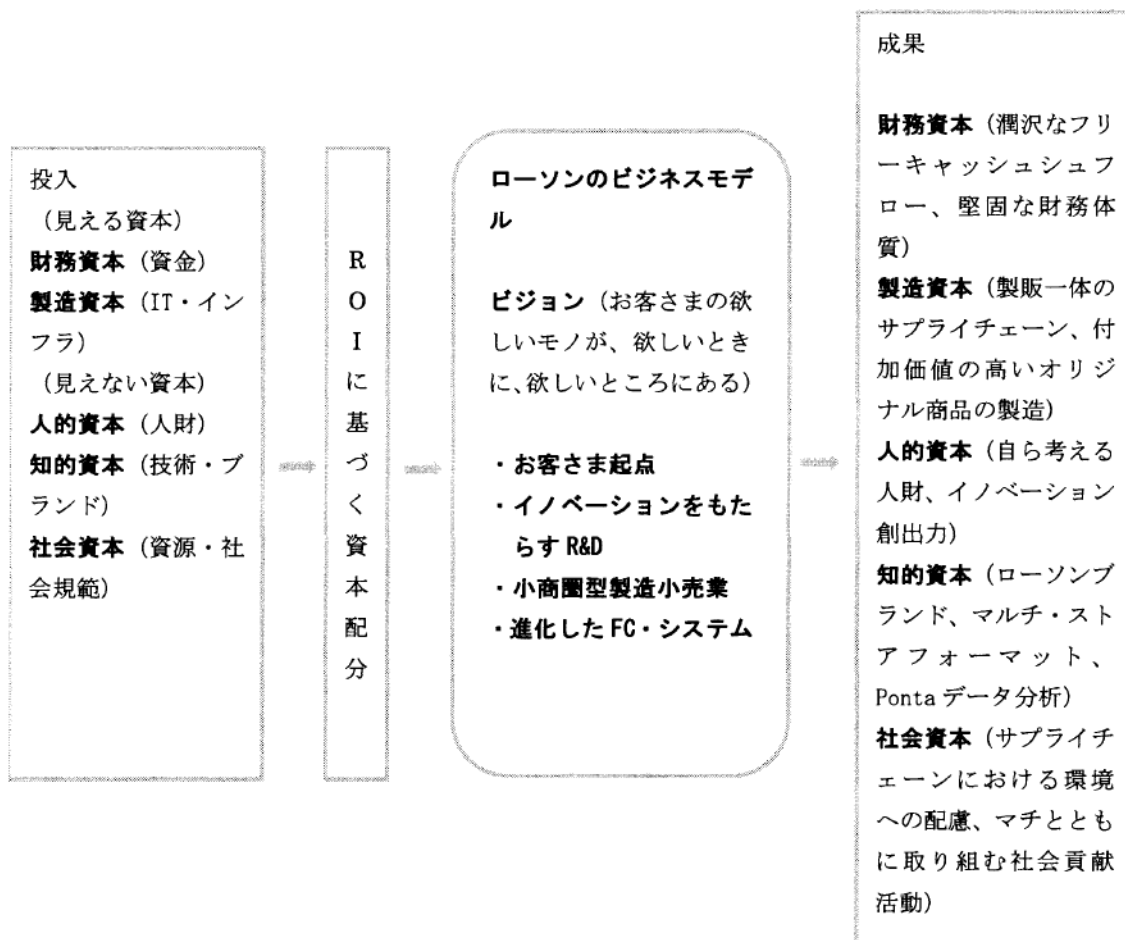 投入
(見える資本)
財務資本(資金)
製造資本(IT・イン
フラ)
(見えない資本)
人的資本(人財)
知的資本(技術・ブ
ランド)
社会資本(資源・社
会規範)
R
O
I
に
基
づ
く
資
本
配
分
ローソンのビジネスモデ
ル
ビジョン(お客さまの欲
しいモノが、欲しいとき
に、欲しいところにある)
・お客さま起点
・イノベーションをもた
らすR&D
・小商圏型製造小売業
・進化したFC・システム
成果
財務資本(潤沢なフリ
ーキャッシュシュフ
ロー、堅固な財務体
質)
製造資本(製販一体の
サプライチェーン、付
加価値の高いオリジ
ナル商品の製造)
人的資本(自ら考える
人財、イノベーション
創出力)
知的資本(ローソンブ
ランド、マルチ・スト
アフォーマット、
Pontaデータ分析)
社会資本(サプライチ
ェーンにおける環境
への配慮、マチととも
に取り組む社会貢献
活動)